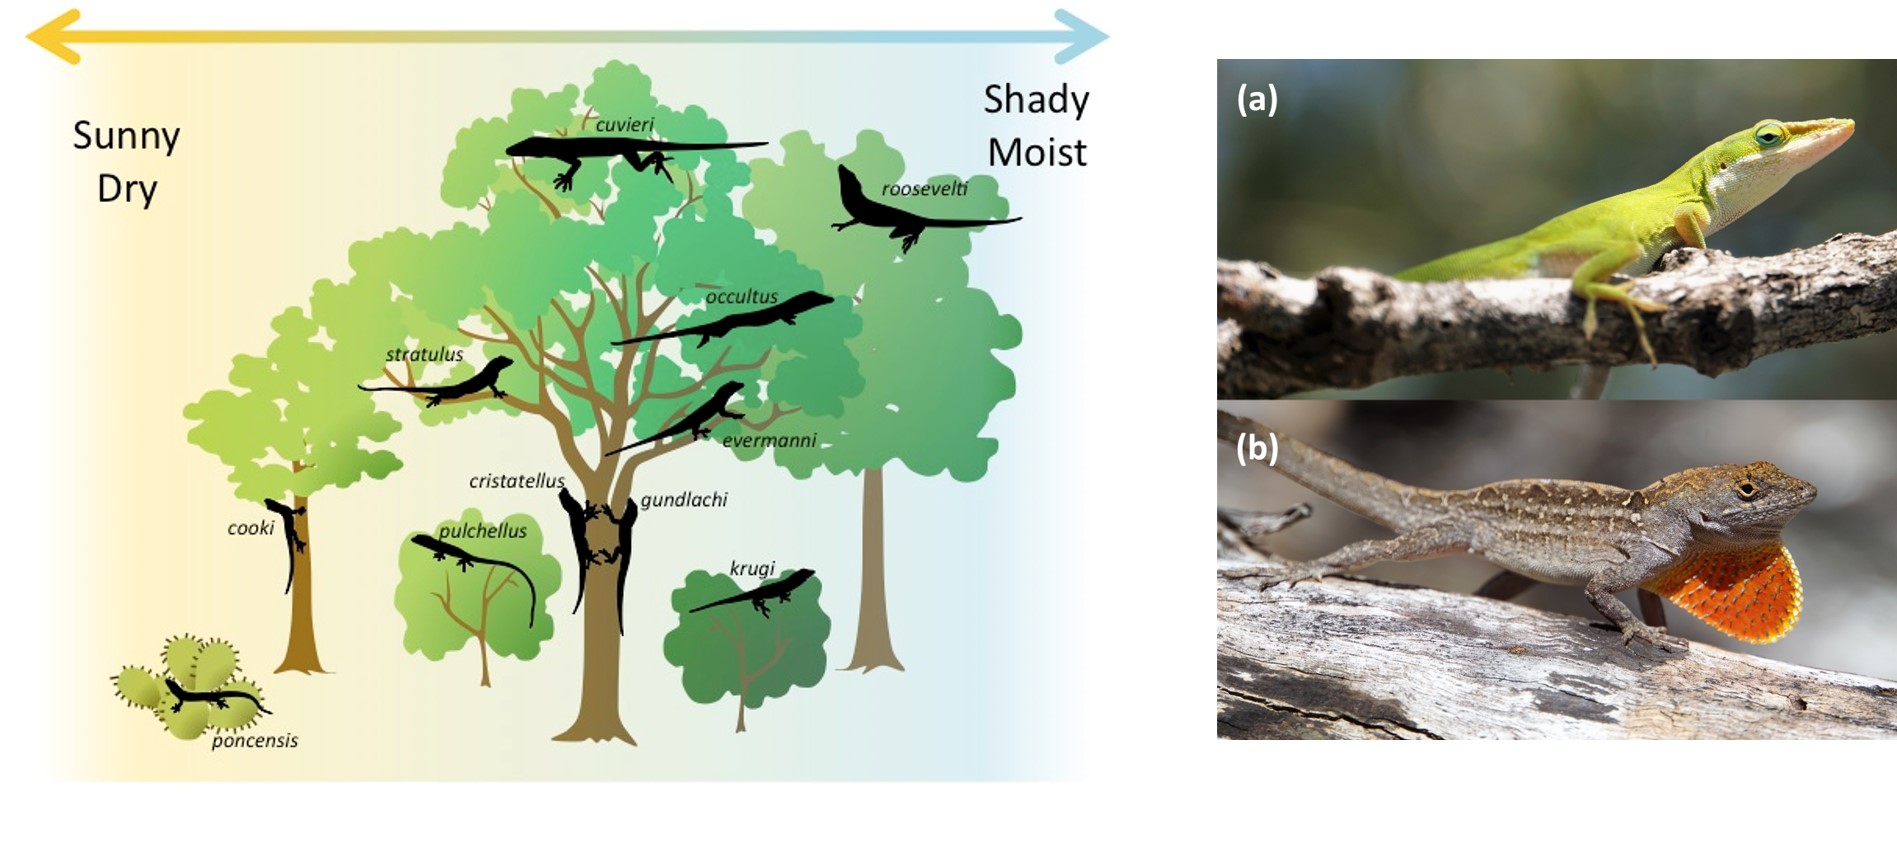 Sunny
Dry
Shady
Moist
cuvieri
roosevelti
occultus
stratulus
evermanni
cristatellus
gundlachi
cooki
pulchellus
krugi
poncensis
(a)
(b)